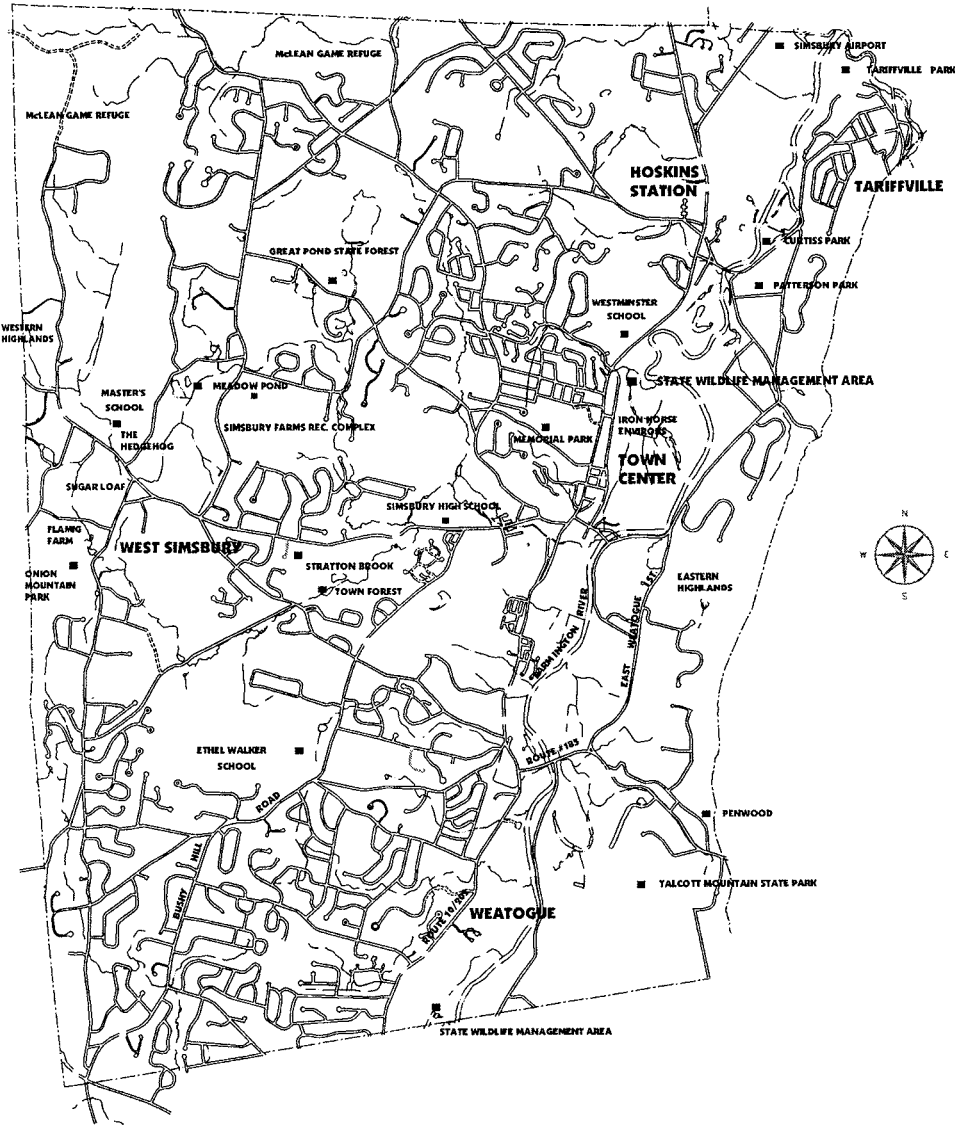 McLEAN GAME REFUGE
SIMSBURY AIRPORT
TARIFFVILLE PARK
McLEAN GAME REFUGE
HOSKINS
STATION
TARIFFVILLE
CURTISS PARK
GREAT POND STATE FOREST
PATTERSON PARK
WESTMINSTER
SCHOOL
WESTERN
HIGHLANDS
STATE WILDLIFE MANAGEMENT AREA
MEADOW POND
MASTER'S
SCHOOL
THE
HEDGEHOG
SIMSBURY FARMS REC. COMPLEX
IRON HORSE
ENVIRONS
MEMORIAL PARK
TOWN
CENTER
SUGAR LOAF
SIMSBURY HIGH SCHOOL
FLAMIG
FARM
WEST SIMSBURY
N
W
E
S
STRATTON BROOK
ONION
MOUNTAIN
PARK
TOWN FOREST
EASTERN
HIGHLANDS
FARMINGTON RIVER
EAST WEATOGUE ST.
ETHEL WALKER
SCHOOL
ROUTE #185
BUSHY HILL ROAD
PENWOOD
TALCOTT MOUNTAIN STATE PARK
WEATOGUE
ROUTE 10/202
STATE WILDLIFE MANAGEMENT AREA